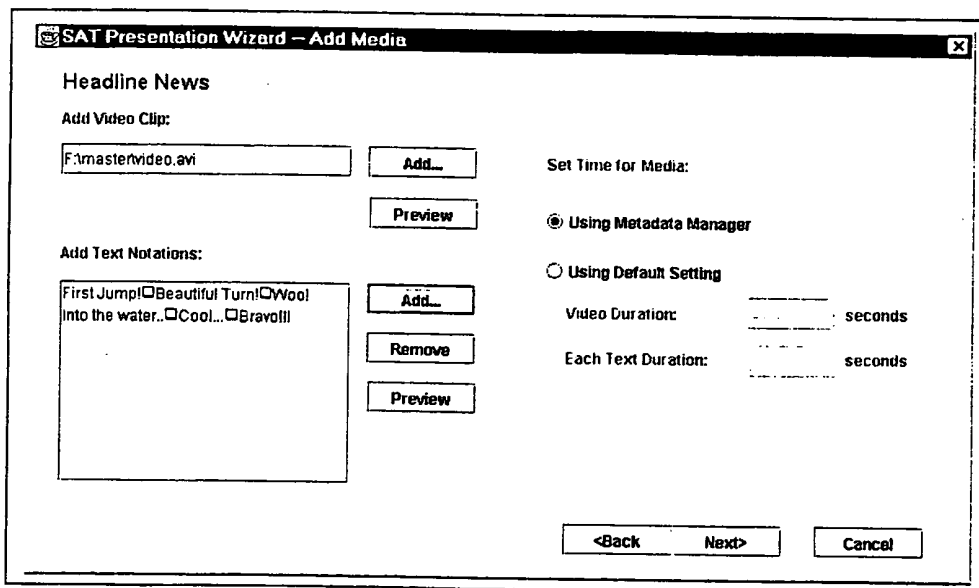 SAT Presentation Wizard – Add Media
Headline News
Add Video Clip:
F:\master\video.avi
Add...
Preview
Add Text Notations:
First Jump!□Beautiful Turn!□Woo!
Into the water..□Cool...□Bravo!!!
Add...
Remove
Preview
Set Time for Media:
Using Metadata Manager
Using Default Setting
Video Duration:
seconds
Each Text Duration:
seconds
<Back
Next>
Cancel